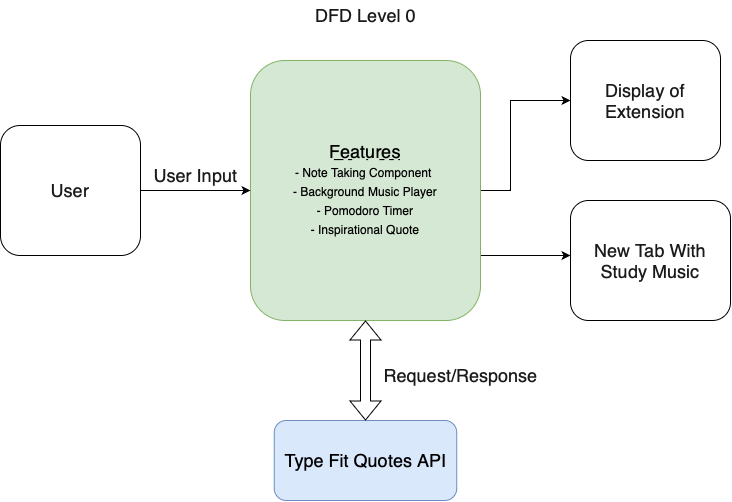 DFD Level 0
User
User Input
Features
- Note Taking Component
- Background Music Player
- Pomodoro Timer
- Inspirational Quote
Display of
Extension
New Tab With
Study Music
Request/Response
Type Fit Quotes API